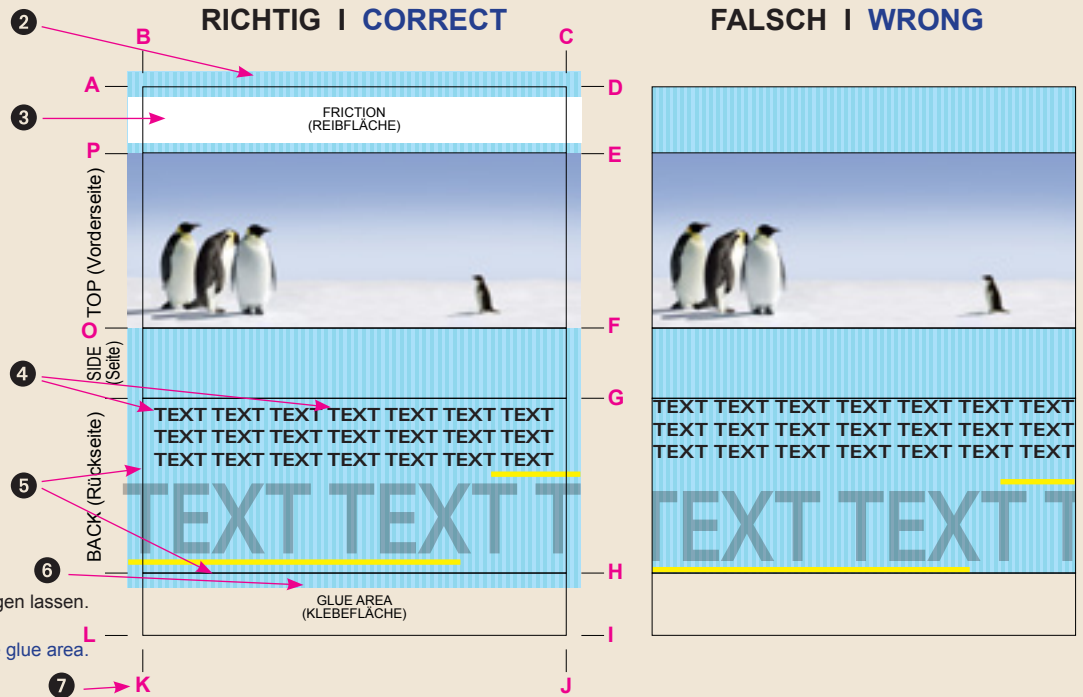 RICHTIG I CORRECT
FALSCH I WRONG
2
B
C
A
D
3
FRICTION
(REIBFLÄCHE)
P
E
TOP (Vorderseite)
O
F
SIDE
(Seite)
4
G
TEXT TEXT TEXT TEXT TEXT TEXT TEXT
TEXT TEXT TEXT TEXT TEXT TEXT TEXT
TEXT TEXT TEXT TEXT TEXT TEXT TEXT
TEXT TEXT TEXT TEXT TEXT TEXT TEXT
TEXT TEXT TEXT TEXT TEXT TEXT TEXT
TEXT TEXT TEXT TEXT TEXT TEXT TEXT
BACK (Rückseite)
5
TEXT TEXT T
TEXT TEXT T
6
H
GLUE AREA
(KLEBEFLÄCHE)
gen lassen.
L
I
glue area.
7
K
J